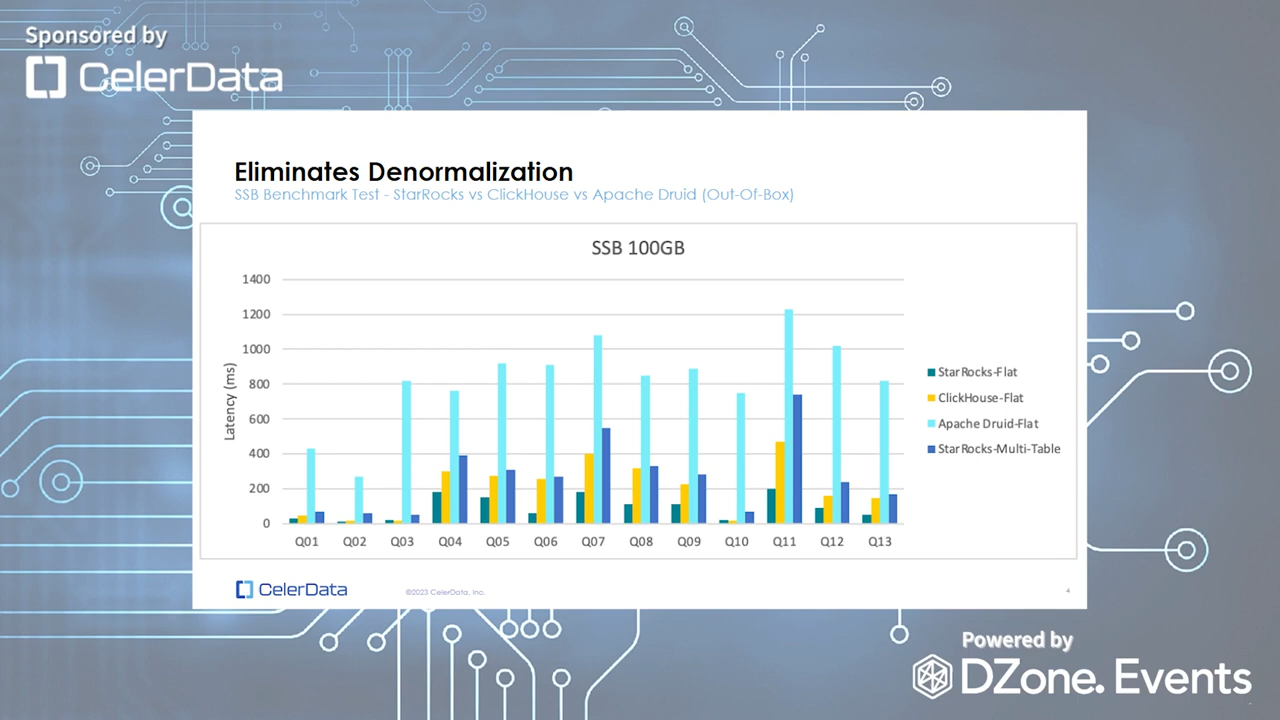 Sponsored by
CelerData
Eliminates Denormalization
SSB Benchmark Test - StarRocks vs ClickHouse vs Apache Druid (Out-Of-Box)
SSB 100GB
Latency (ms)
1400
1200
1000
800
600
400
200
0
Q01 Q02 Q03 Q04 Q05 Q06 Q07 Q08 Q09 Q10 Q11 Q12 Q13
StarRocks-Flat
ClickHouse-Flat
Apache Druid-Flat
StarRocks-Multi-Table
CelerData
©2023 CelerData, Inc.
4
Powered by
DZone. Events